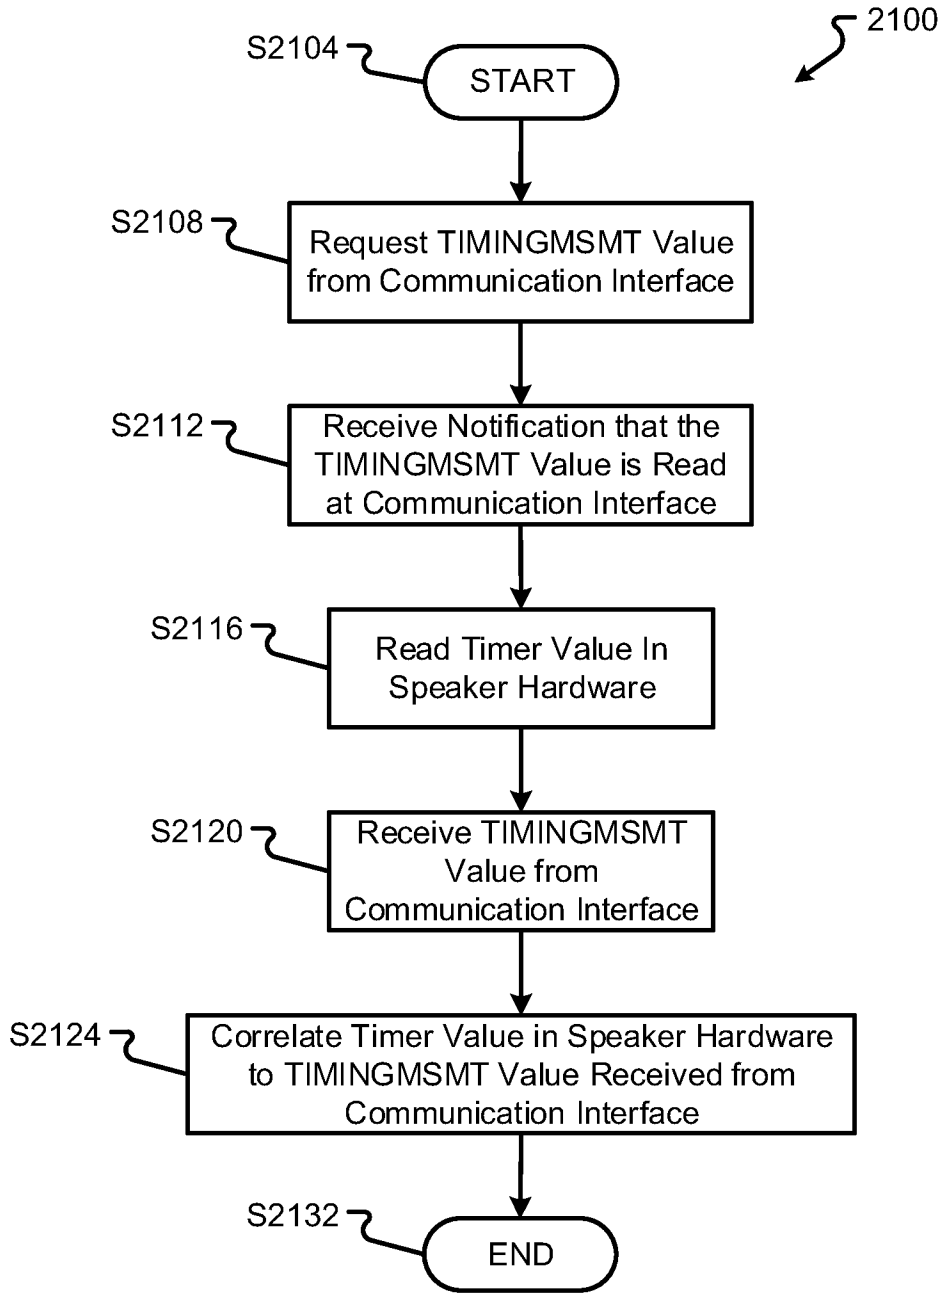 2100
S2104
START
S2108
Request TIMINGMSMT Value
from Communication Interface
S2112
Receive Notification that the
TIMINGMSMT Value is Read
at Communication Interface
S2116
Read Timer Value In
Speaker Hardware
S2120
Receive TIMINGMSMT
Value from
Communication Interface
S2124
Correlate Timer Value in Speaker Hardware
to TIMINGMSMT Value Received from
Communication Interface
S2132
END